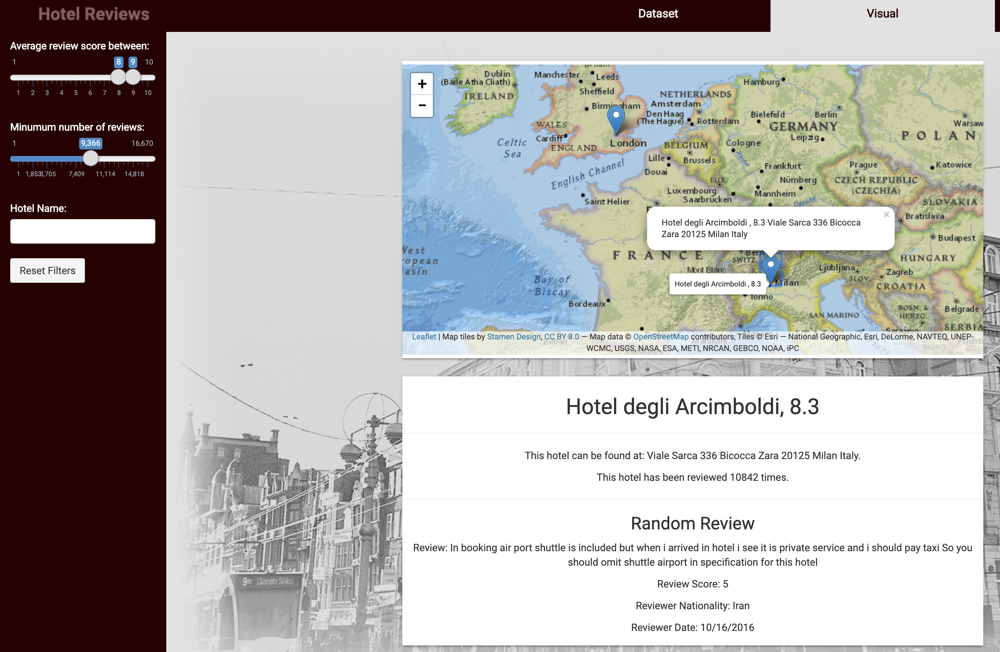 Hotel Reviews
Dataset
Visual
Average review score between:
1 8 9 10
1 2 3 4 5 6 7 8 9 10
Minumum number of reviews:
1 9,366 16,670
1 1,853 3,705 7,409 11,114 14,818
Hotel Name:
Reset Filters
+
−
Dublin
(Baile Átha Cliath)
IRELAND
Manchester
Leeds
Sheffield
Birmingham
WALES
Cardiff
ENGLAND
London
Celtic
Sea
English Channel
NETHERLANDS
Amsterdam
Den Haag
(The Hague)
Rotterdam
Hamburg
Bielefeld
Berlin
GERMANY
Leipzig
Warsaw
POLAN
BELGIUM
Brussels
Cologne
Rhine
Lille
Douai
Frankfurt
Prague
Katowice
LUX.
Nürnberg
CZECH REPUBLIC
(CZECHIA)
CARP
Luxembourg
Saarbrücken
Mannheim
Danube
SLOVAKIA
Saint Helier
Bratislava
Hotel degli Arcimboldi , 8.3 Viale Sarca 336 Bicocca
Zara 20125 Milan Italy
×
Budapest
West
ropean
asin
FRANCE
Bern
SWITZ.
HUNGARY
Mont Blanc
Ljubljana
SLOV.
Zagreb
Bay of
Biscay
Hotel degli Arcimboldi , 8.3
Milan
CROATIA
Torino
Bordeaux
SAN MARINO
BOSN. &
HERZG.
Belgrade
Sarajevo
SERBIA
Leaflet | Map tiles by Stamen Design, CC BY 3.0 — Map data © OpenStreetMap contributors, Tiles © Esri — National Geographic, Esri, DeLorme, NAVTEQ, UNEP-
WCMC, USGS, NASA, ESA, METI, NRCAN, GEBCO, NOAA, iPC
Bilbao
Marseille
MONT.
KOS.
Hotel degli Arcimboldi, 8.3
This hotel can be found at: Viale Sarca 336 Bicocca Zara 20125 Milan Italy.
This hotel has been reviewed 10842 times.
Random Review
Review: In booking air port shuttle is included but when i arrived in hotel i see it is private service and i should pay taxi So you
should omit shuttle airport in specification for this hotel
Review Score: 5
Reviewer Nationality: Iran
Reviewer Date: 10/16/2016
9